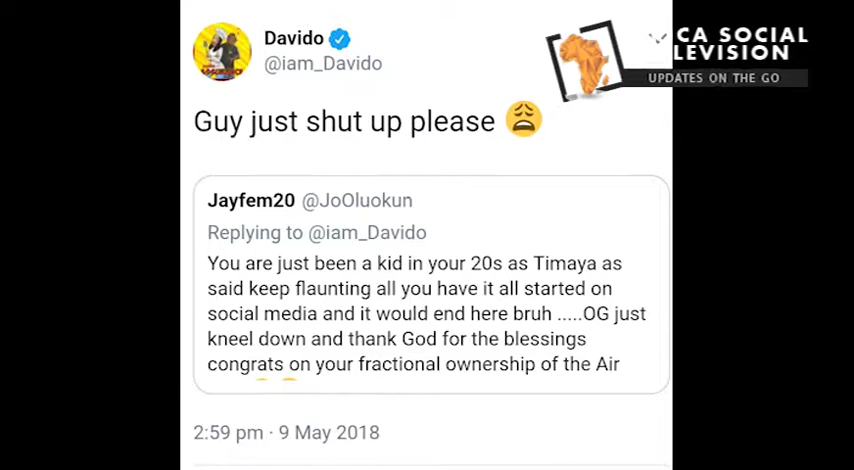 Davido
@iam_Davido
CA SOCIAL
LEVISION
UPDATES ON THE GO
Guy just shut up please 😩
Jayfem20 @JoOluokun
Replying to @iam_Davido
You are just been a kid in your 20s as Timaya as
said keep flaunting all you have it all started on
social media and it would end here bruh .....OG just
kneel down and thank God for the blessings
congrats on your fractional ownership of the Air
2:59 pm · 9 May 2018